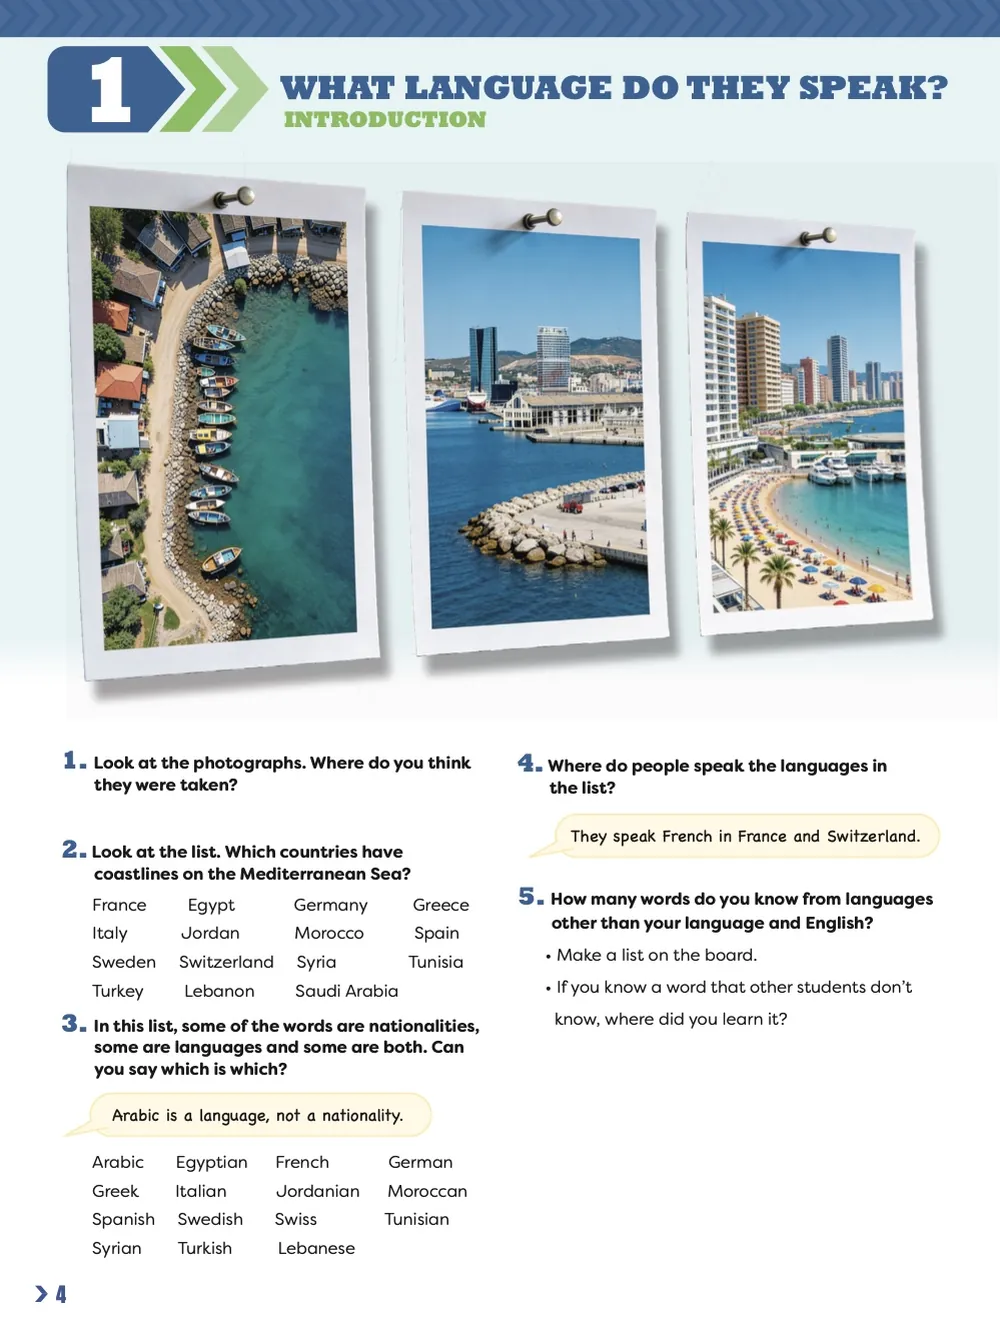 1
WHAT LANGUAGE DO THEY SPEAK?
INTRODUCTION
1. Look at the photographs. Where do you think
they were taken?
2. Look at the list. Which countries have
coastlines on the Mediterranean Sea?
France Egypt Germany Greece
Italy Jordan Morocco Spain
Sweden Switzerland Syria Tunisia
Turkey Lebanon Saudi Arabia
3. In this list, some of the words are nationalities,
some are languages and some are both. Can
you say which is which?
Arabic is a language, not a nationality.
Arabic Egyptian French German
Greek Italian Jordanian Moroccan
Spanish Swedish Swiss Tunisian
Syrian Turkish Lebanese
4. Where do people speak the languages in
the list?
They speak French in France and Switzerland.
5. How many words do you know from languages
other than your language and English?
• Make a list on the board.
• If you know a word that other students don't
know, where did you learn it?
4